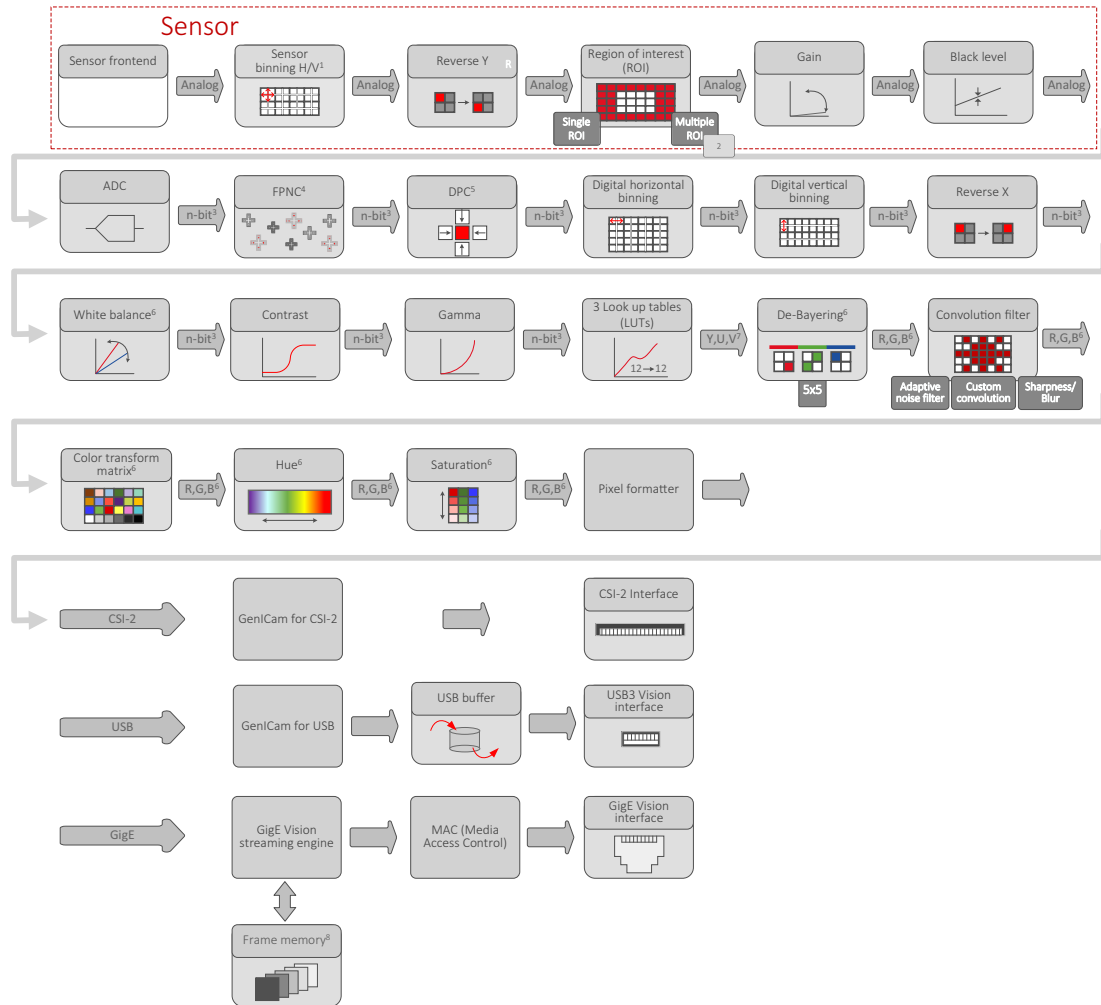 Sensor
Sensor frontend
Analog
Sensor
binning H/V¹
Analog
Reverse Y
R
Analog
Region of interest
(ROI)
Single
ROI
Multiple
ROI
2
Analog
Gain
Analog
Black level
Analog
ADC
n-bit³
FPNC⁴
n-bit³
DPC⁵
n-bit³
Digital horizontal
binning
n-bit³
Digital vertical
binning
n-bit³
Reverse X
n-bit³
White balance⁶
n-bit³
Contrast
n-bit³
Gamma
n-bit³
3 Look up tables
(LUTs)
12→12
Y,U,V⁷
De-Bayering⁶
5x5
R,G,B⁶
Convolution filter
Adaptive
noise filter
Custom
convolution
Sharpness/
Blur
R,G,B⁶
Color transform
matrix⁶
R,G,B⁶
Hue⁶
R,G,B⁶
Saturation⁶
R,G,B⁶
Pixel formatter
CSI-2
GenICam for CSI-2
CSI-2 Interface
USB
GenICam for USB
USB buffer
USB3 Vision
interface
GigE
GigE Vision
streaming engine
MAC (Media
Access Control)
GigE Vision
interface
Frame memory⁸